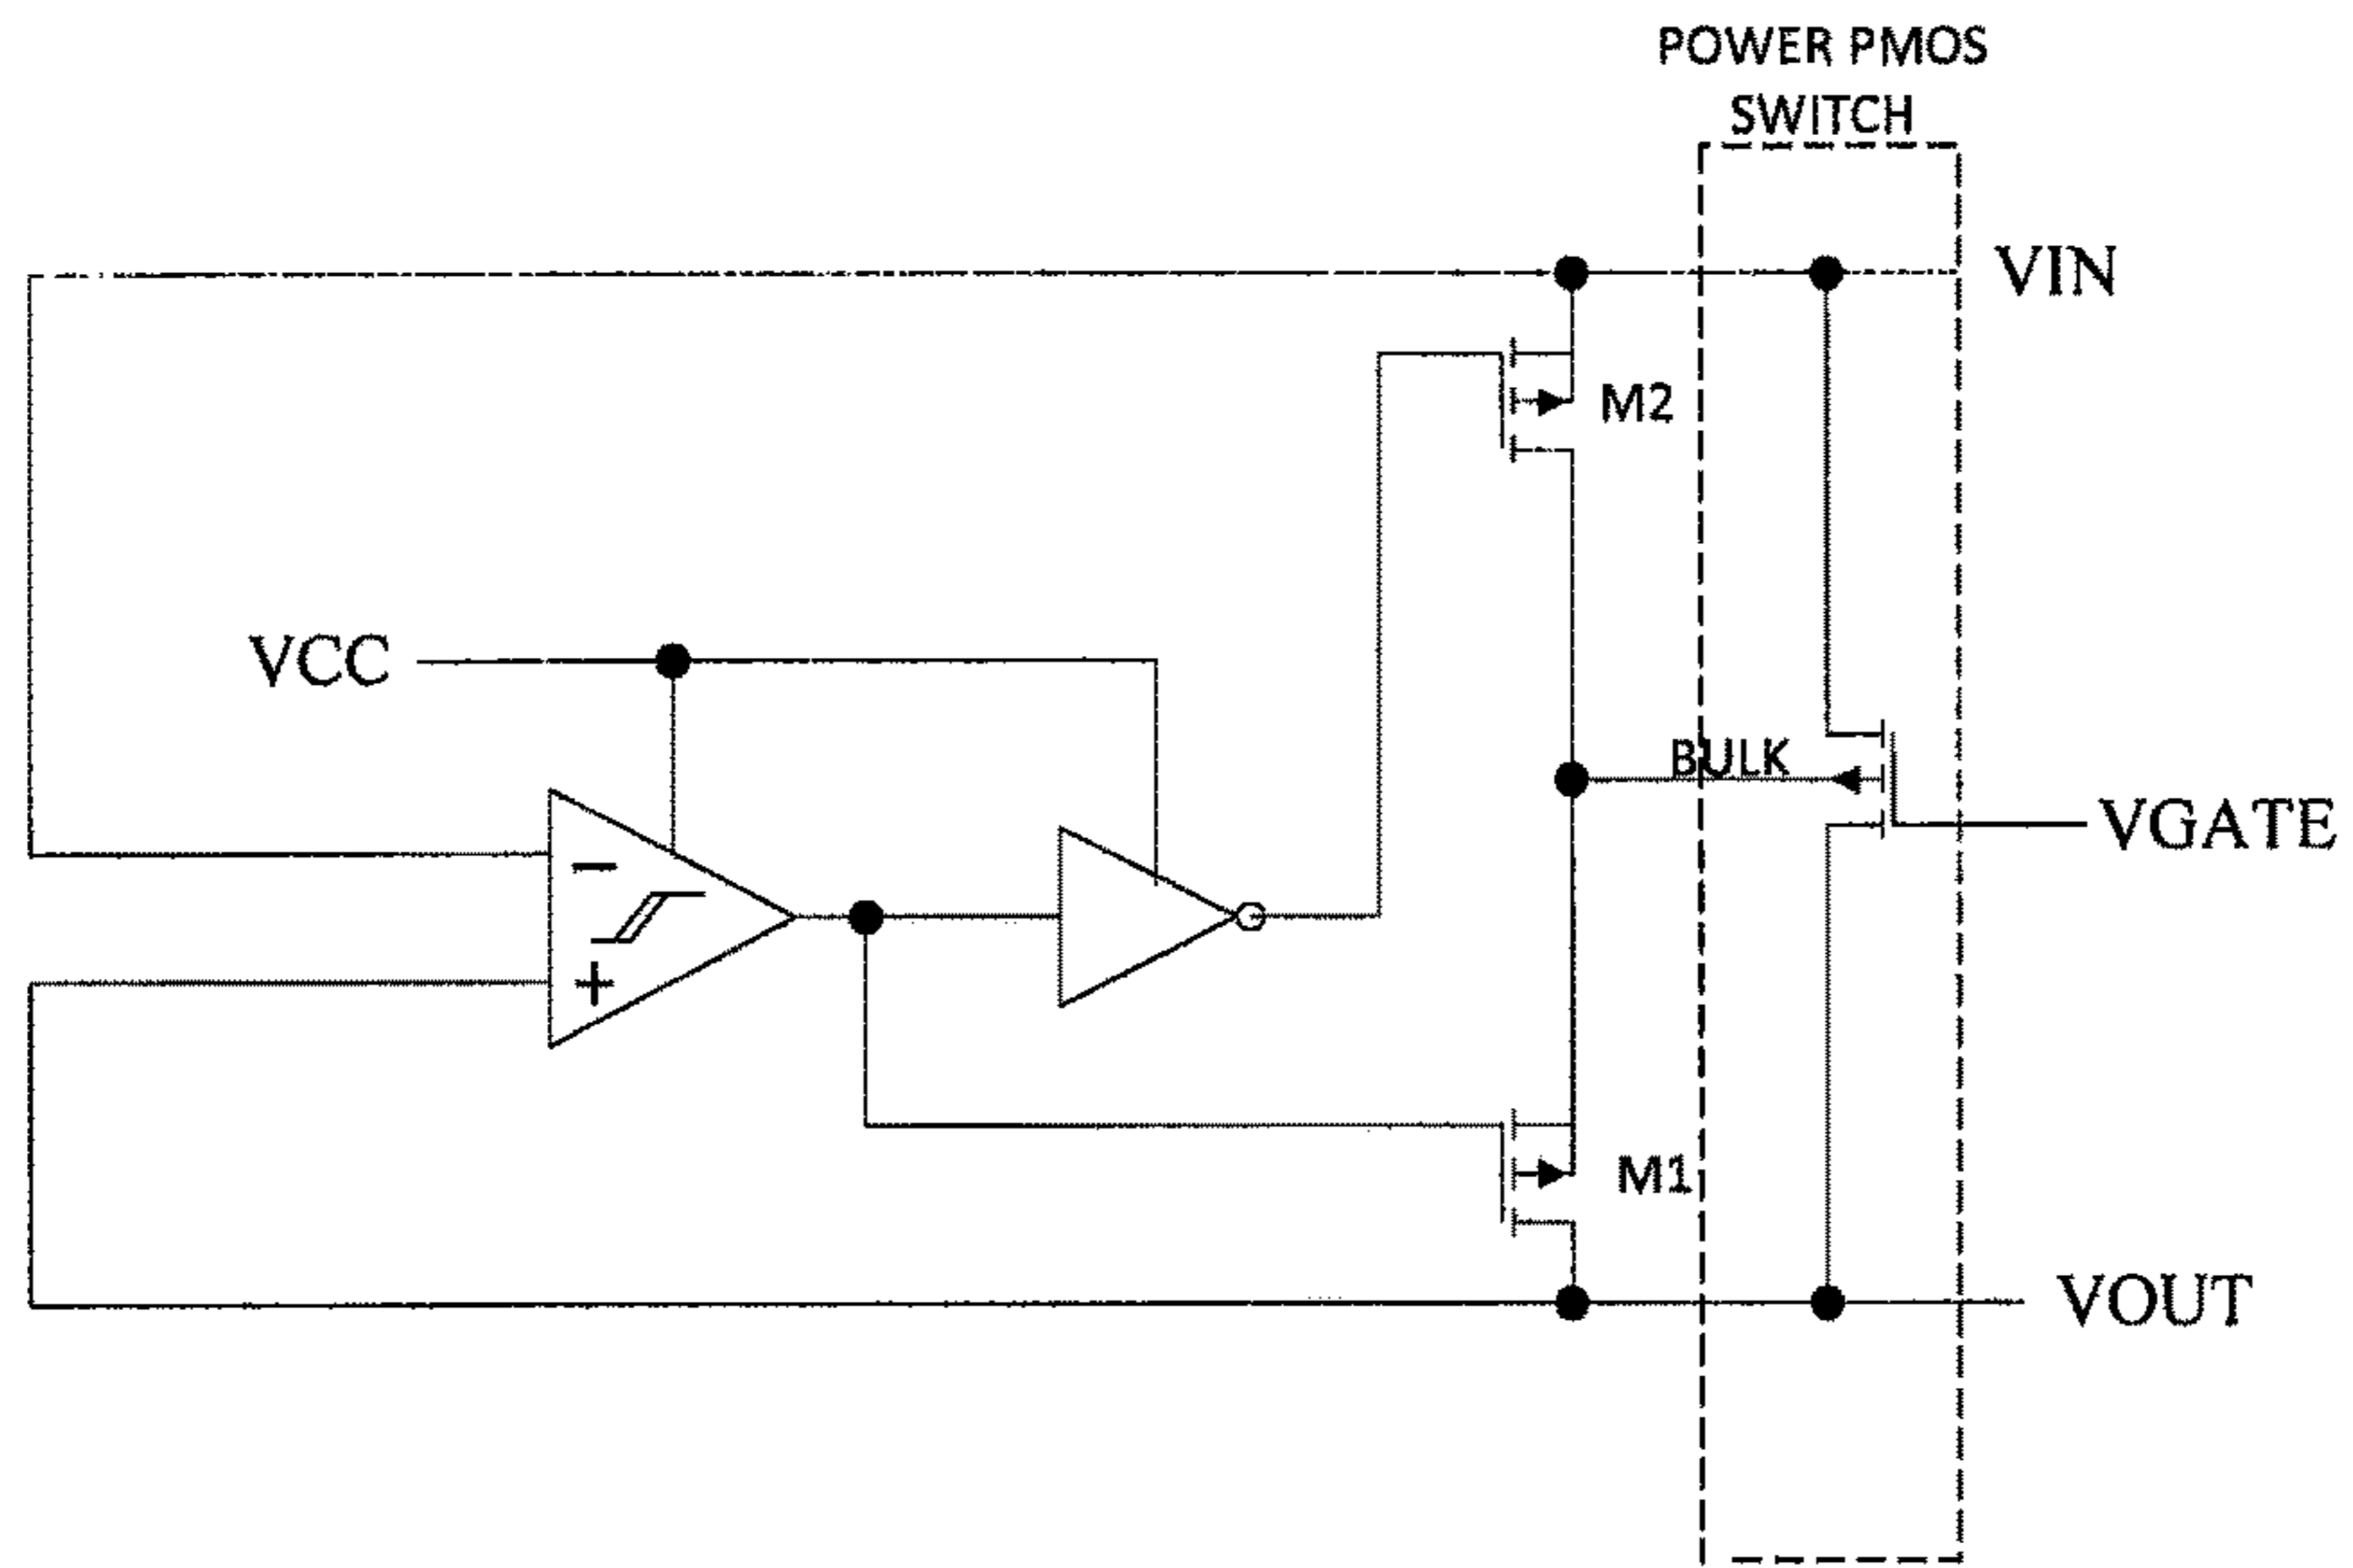 POWER PMOS
SWITCH
VIN
M2
VCC
BULK
VGATE
−
+
M1
VOUT